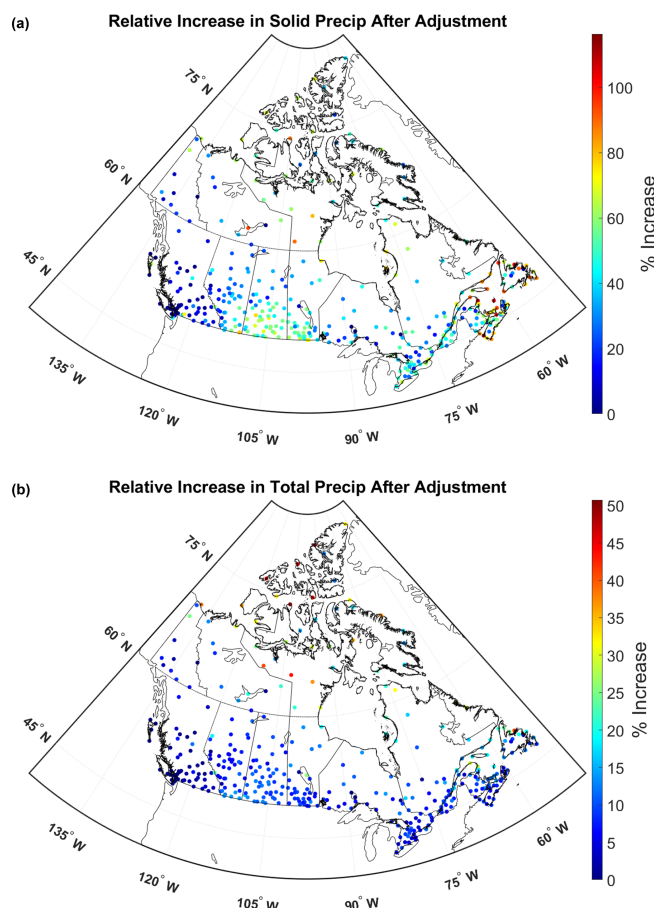 (a)
Relative Increase in Solid Precip After Adjustment
75° N
60° N
45° N
135° W
120° W
105° W
90° W
75° W
60° W
100
80
60
40
20
0
% Increase
(b)
Relative Increase in Total Precip After Adjustment
75° N
60° N
45° N
135° W
120° W
105° W
90° W
75° W
60° W
50
45
40
35
30
25
20
15
10
5
0
% Increase